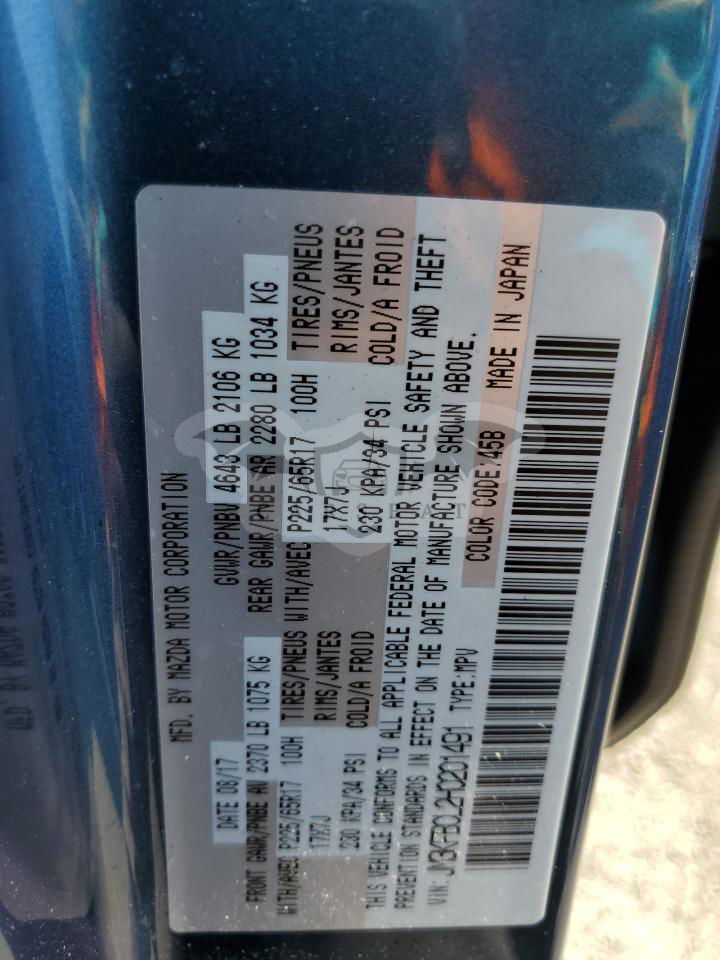 MFD. BY MAZDA MOTOR CORPORATION
DATE 08/17 GVWR/PNBV 4643 LB 2106 KG
FRONT GAWR/PNBE AV 2370 LB 1075 KG REAR GAWR/PNBE AR 2280 LB 1034 KG
WITH/AVEC P225/65R17 100H TIRES/PNEUS WITH/AVEC P225/65R17 100H TIRES/PNEUS
17X7J RIMS/JANTES 17X7J RIMS/JANTES
230 KPA/34 PSI COLD/A FROID 230 KPA/34 PSI COLD/A FROID
THIS VEHICLE CONFORMS TO ALL APPLICABLE FEDERAL MOTOR VEHICLE SAFETY AND THEFT
PREVENTION STANDARDS IN EFFECT ON THE DATE OF MANUFACTURE SHOWN ABOVE.
VIN: JM3KFBCL2H0201491 TYPE:MPV COLOR CODE:45B MADE IN JAPAN